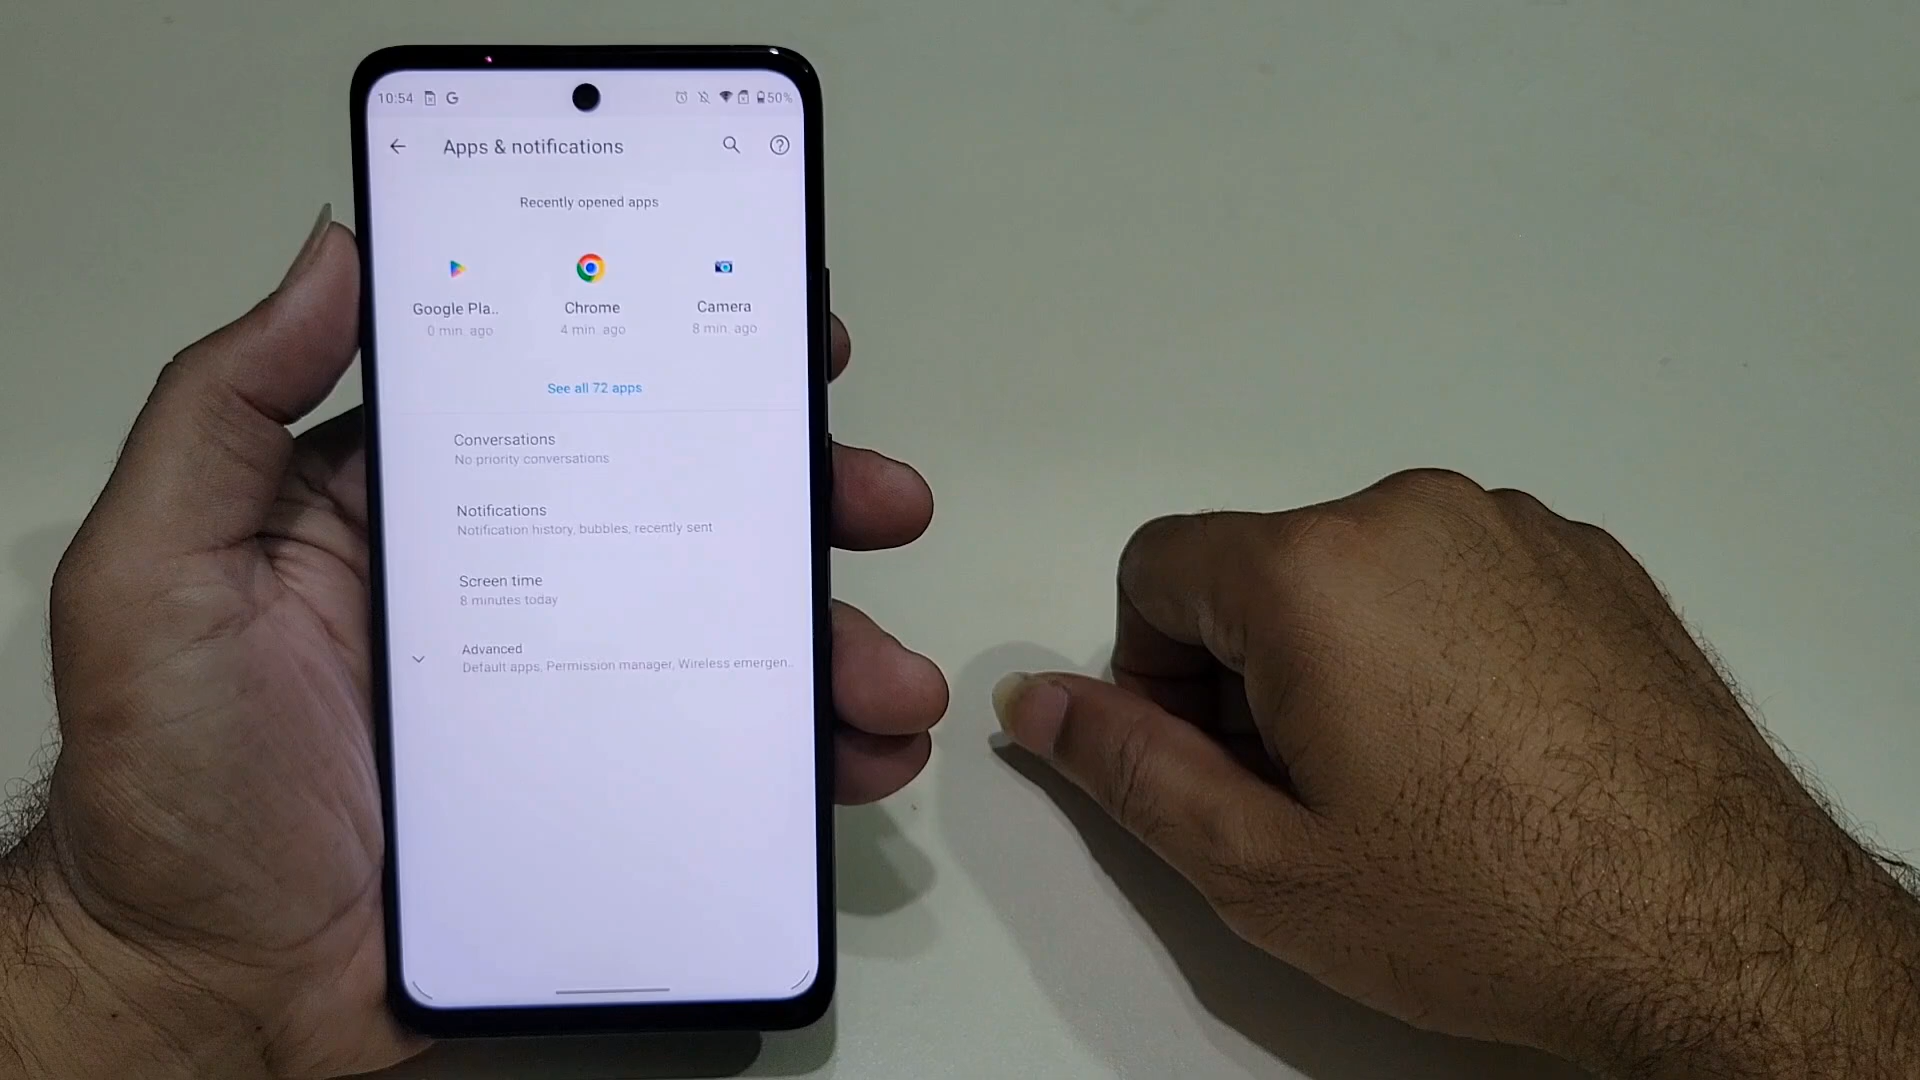 10:54 50%
Apps & notifications
Recently opened apps
Google Pla.. Chrome Camera
0 min. ago 4 min. ago 8 min. ago
See all 72 apps
Conversations
No priority conversations
Notifications
Notification history, bubbles, recently sent
Screen time
8 minutes today
Advanced
Default apps, Permission manager, Wireless emergen..